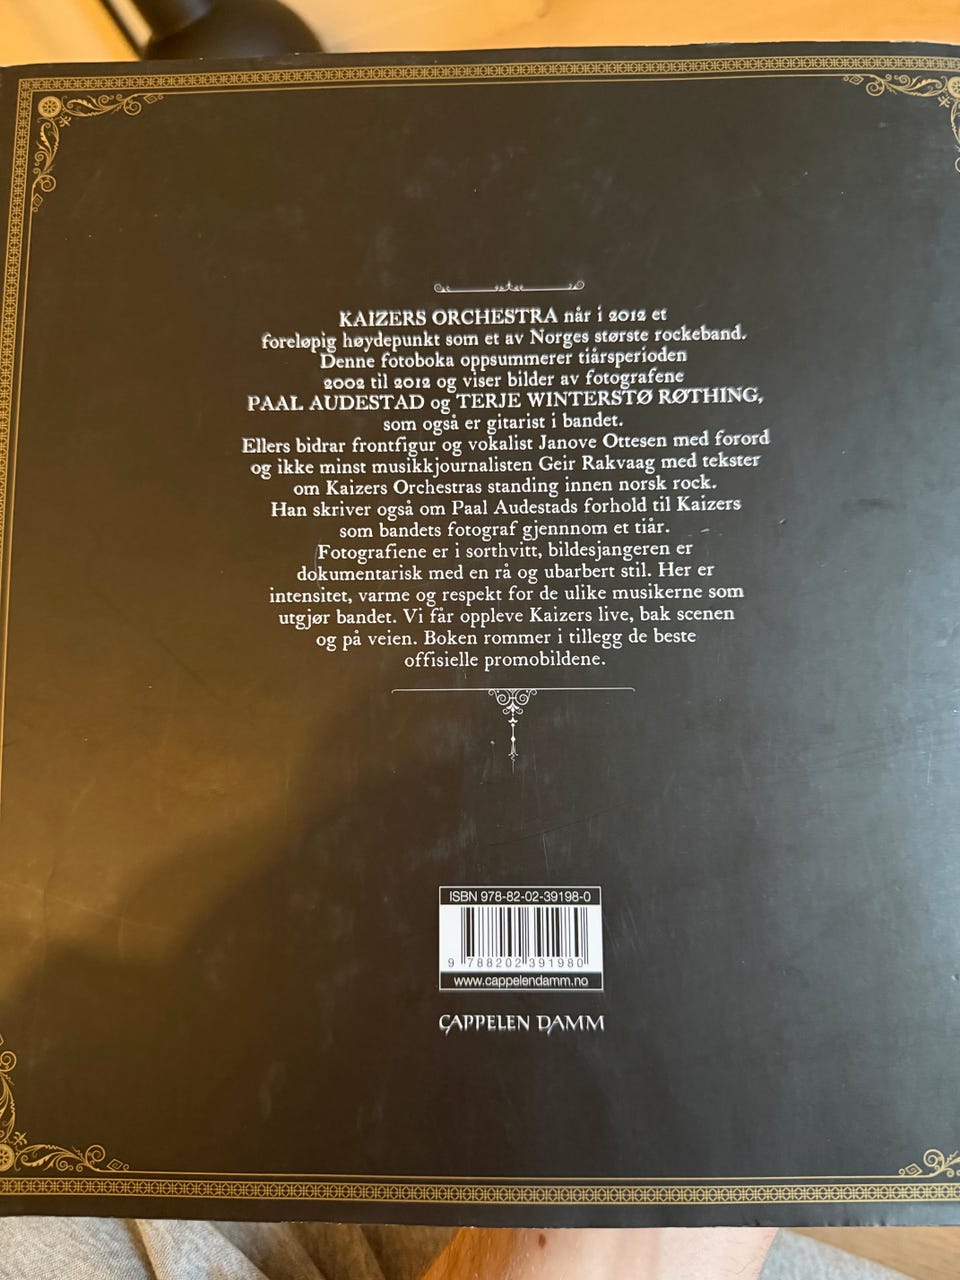 KAIZERS ORCHESTRA når i 2012 et
foreløpig høydepunkt som et av Norges største rockeband.
Denne fotoboka oppsummerer tiårsperioden
2002 til 2012 og viser bilder av fotografene
PAAL AUDESTAD og TERJE WINTERSTØ RØTHING,
som også er gitarist i bandet.
Ellers bidrar frontfigur og vokalist Janove Ottesen med forord
og ikke minst musikkjournalisten Geir Rakvaag med tekster
om Kaizers Orchestras standing innen norsk rock.
Han skriver også om Paal Audestads forhold til Kaizers
som bandets fotograf gjennnom et tiår.
Fotografiene er i sorthvitt, bildesjangeren er
dokumentarisk med en rå og ubarbert stil. Her er
intensitet, varme og respekt for de ulike musikerne som
utgjør bandet. Vi får oppleve Kaizers live, bak scenen
og på veien. Boken rommer i tillegg de beste
offisielle promobildene.
ISBN 978-82-02-39198-0
9 788202 391980
www.cappelendamm.no
CAPPELEN DAMM